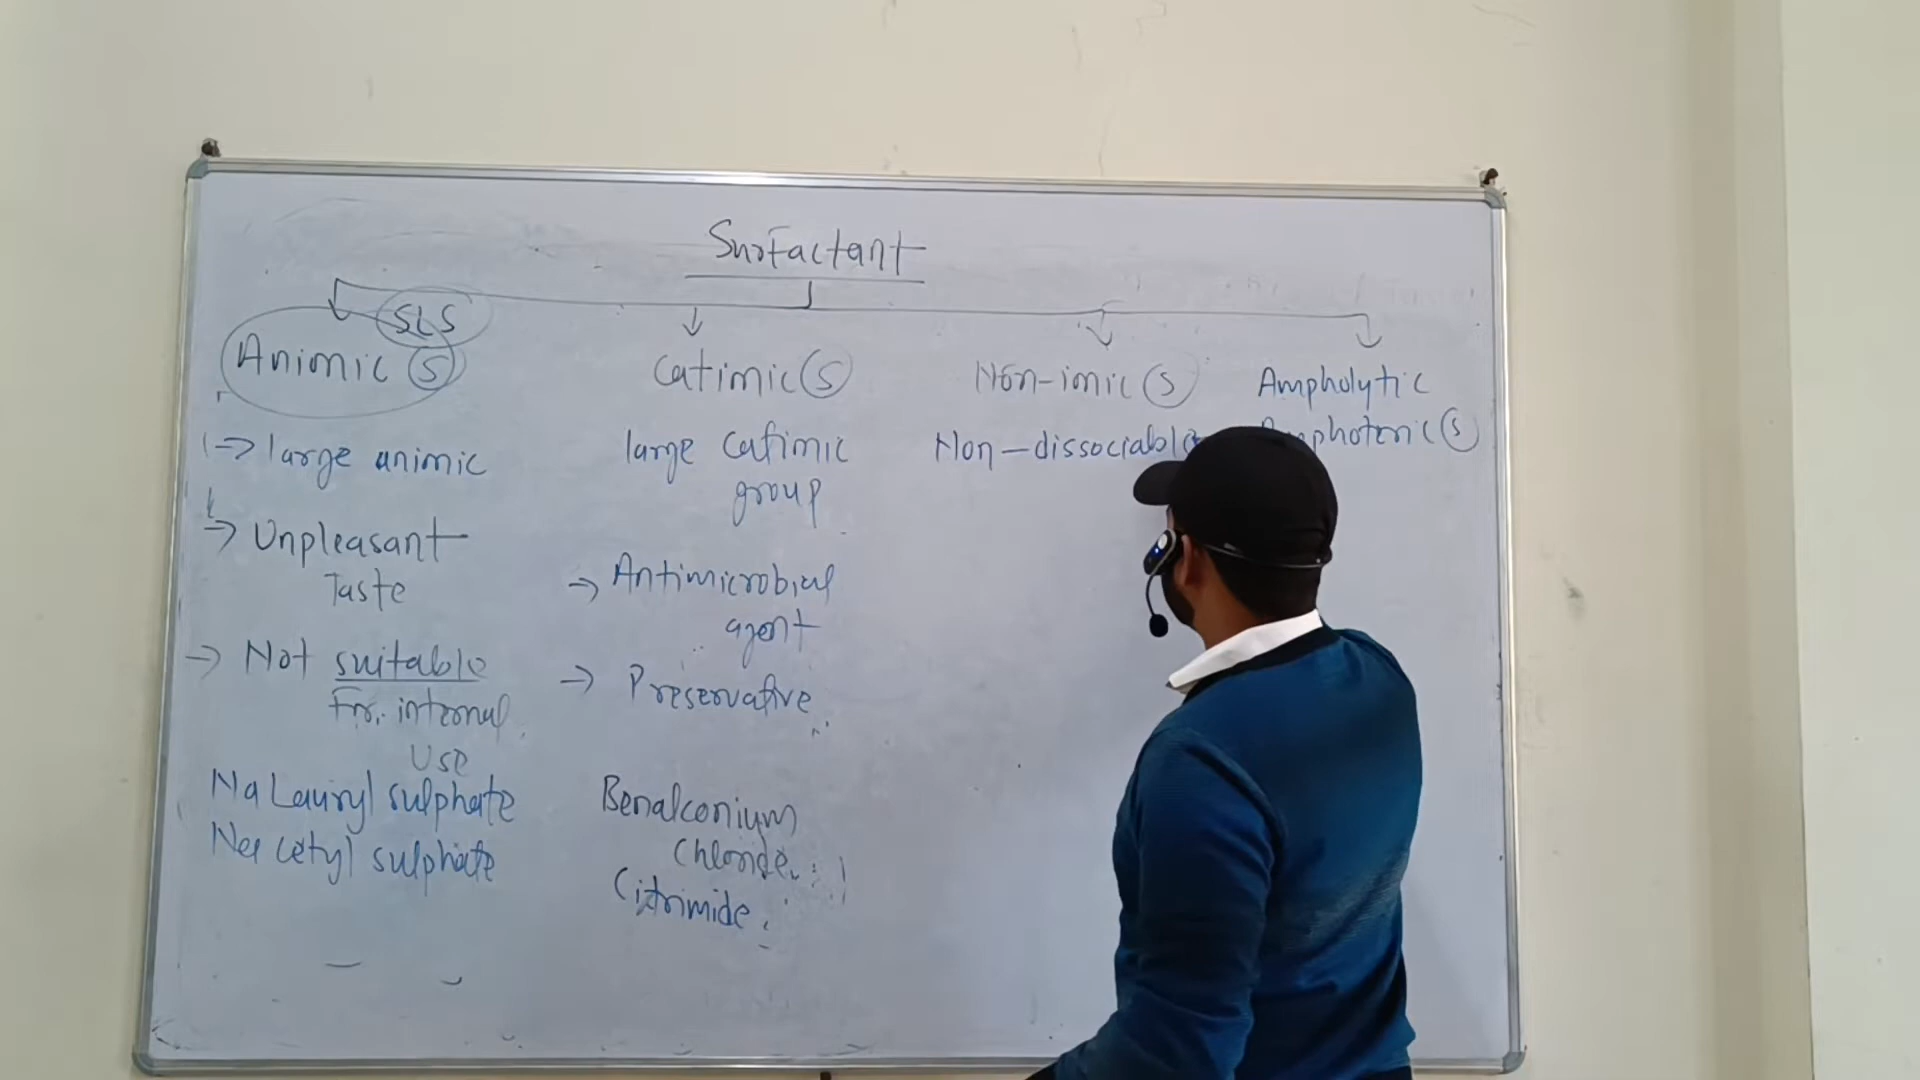 Surfactant
SLS
Anionic (S)
Cationic (S)
Non-ionic (S)
Ampholytic
Amphoteric (S)
→ large anionic
→ Unpleasant
Taste
→ Not suitable
For internal
Use
Na Lauryl sulphate
Na cetyl sulphate
large cationic
group
→ Antimicrobial
agent
→ Preservative
Benalconium
Chloride
Citrimide
Non-dissociable